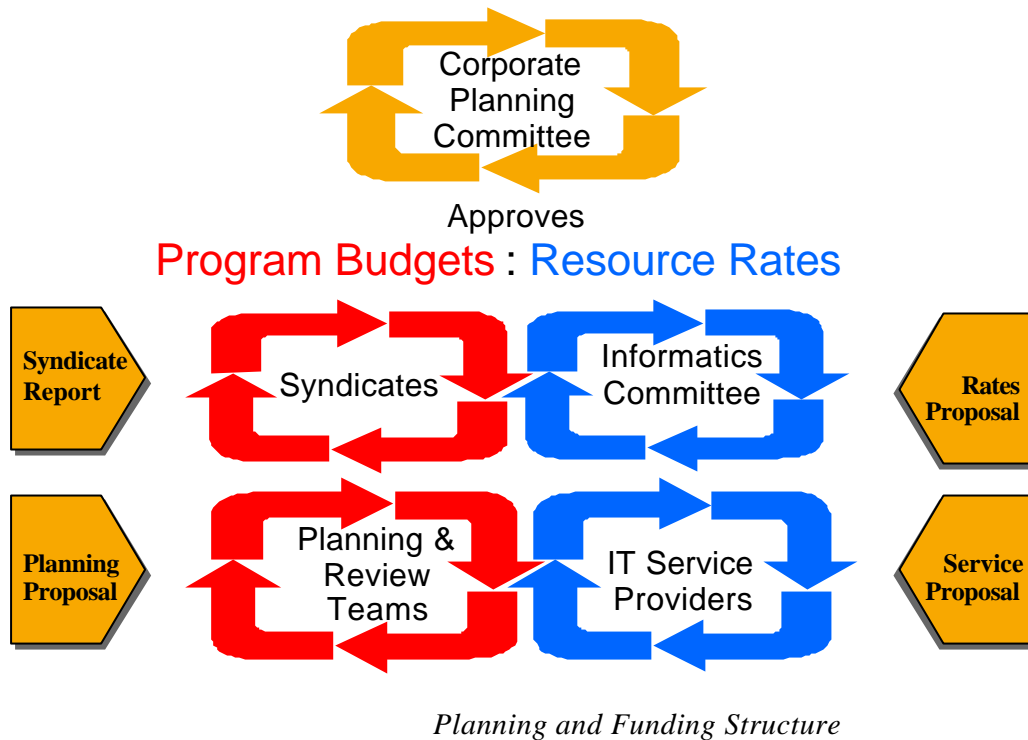 Corporate
Planning
Committee
Approves
Program Budgets : Resource Rates
Syndicate
Report
Syndicates
Informatics
Committee
Rates
Proposal
Planning
Proposal
Planning &
Review
Teams
IT Service
Providers
Service
Proposal
Planning and Funding Structure